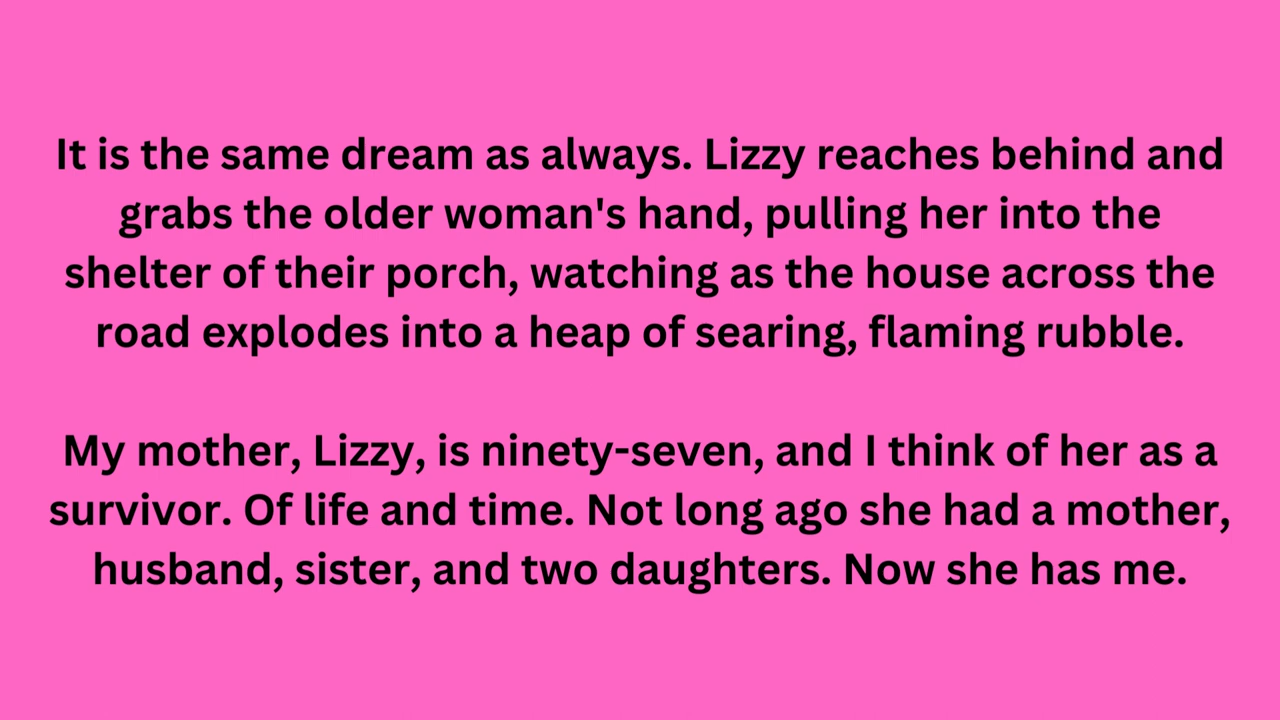 It is the same dream as always. Lizzy reaches behind and
grabs the older woman's hand, pulling her into the
shelter of their porch, watching as the house across the
road explodes into a heap of searing, flaming rubble.
My mother, Lizzy, is ninety-seven, and I think of her as a
survivor. Of life and time. Not long ago she had a mother,
husband, sister, and two daughters. Now she has me.